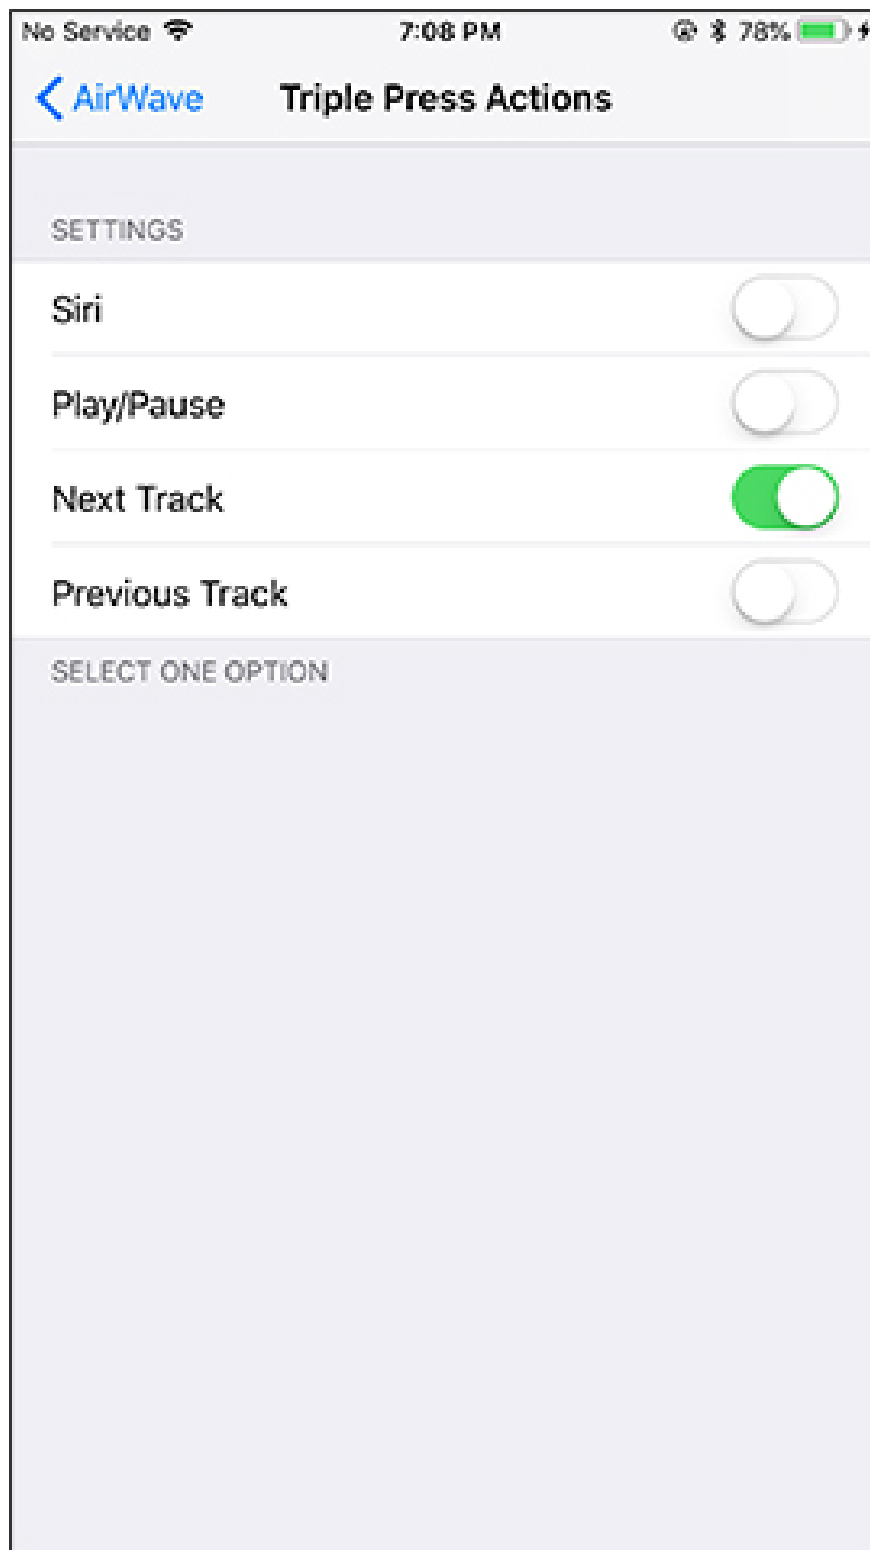 No Service 7:08 PM 78%
AirWave Triple Press Actions
SETTINGS
Siri
Play/Pause
Next Track
Previous Track
SELECT ONE OPTION